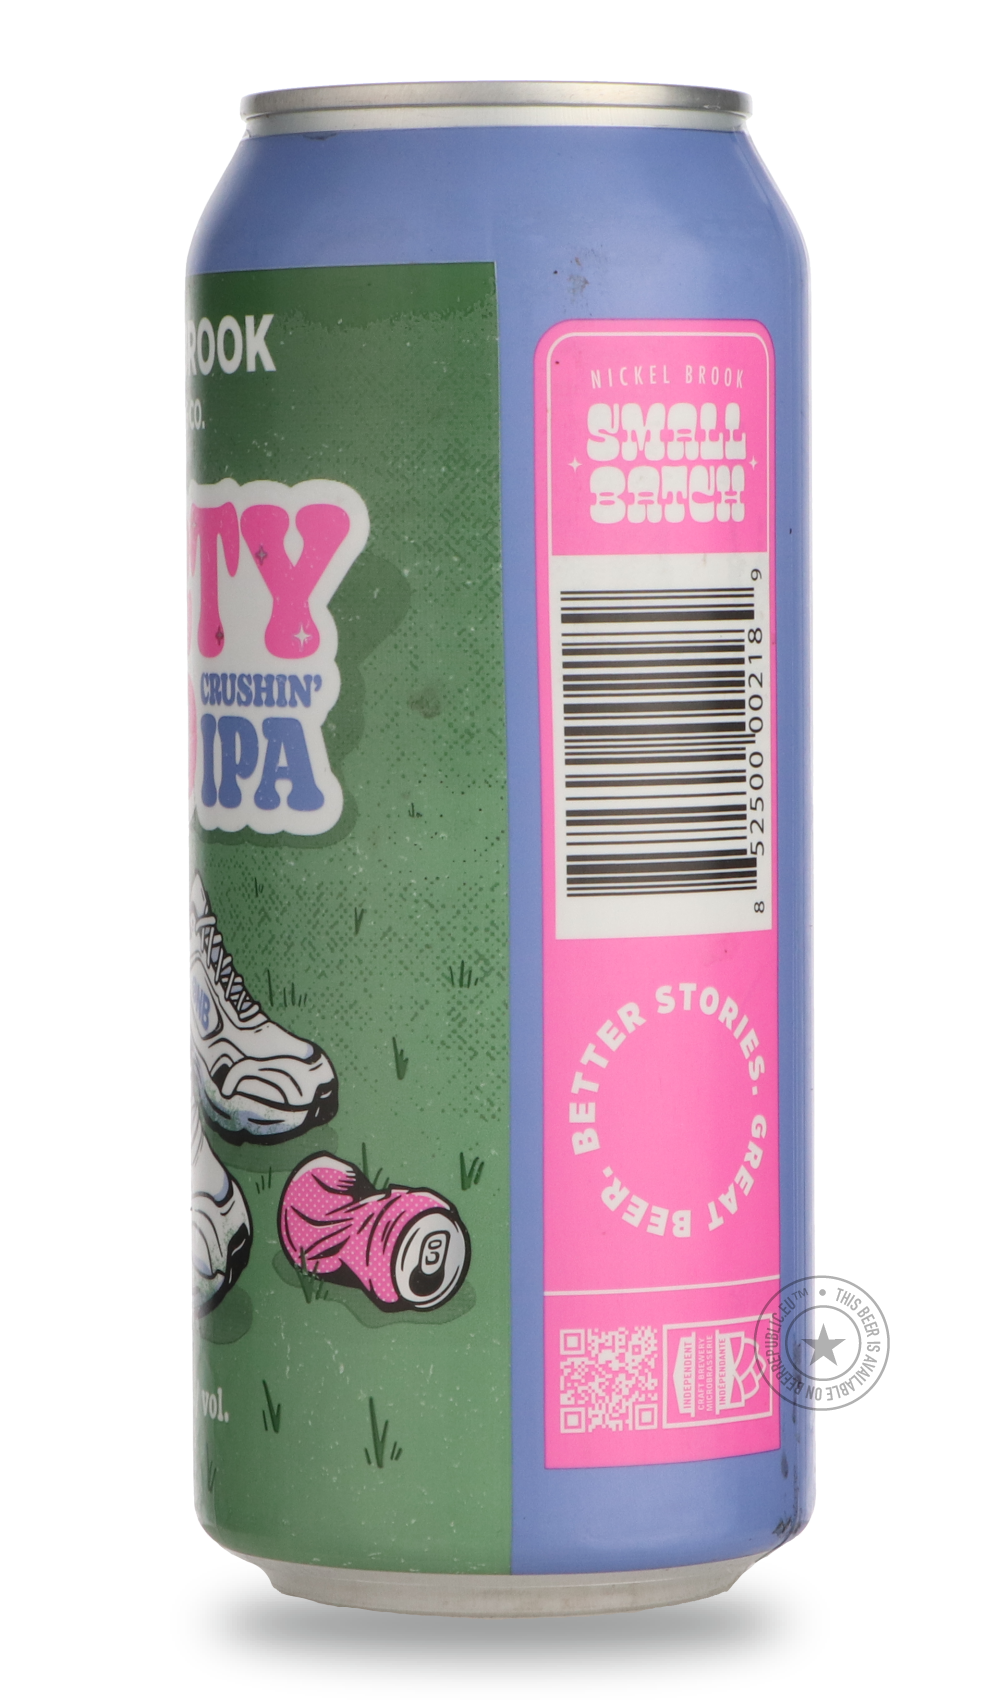 ROOK
CO.
TY
CRUSHIN'
IPA
NB
vol.
NICKEL BROOK
SMALL
BATCH
8 52500 00218 9
BETTER STORIES. GREAT BEER.
INDEPENDENT
CRAFT BREWERY
MICROBRASSERIE
INDÉPENDANTE
THIS BEER IS AVAILABLE ON BEERREPUBLIC.EU™